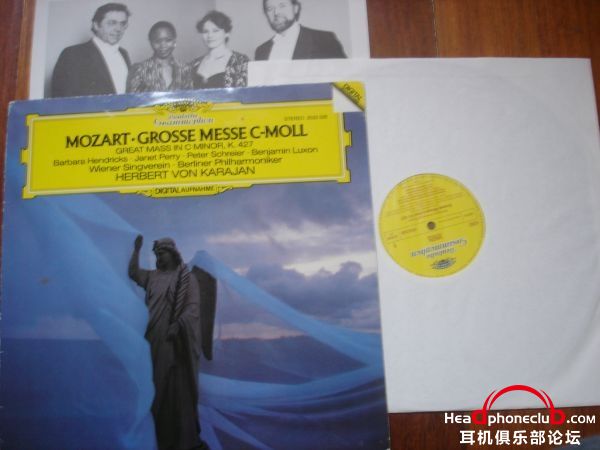 Deutsche
Grammophon
DIGITAL
STEREO
MOZART · GROSSE MESSE C-MOLL
GREAT MASS IN C MINOR, K. 427
Barbara Hendricks · Janet Perry · Peter Schreier · Benjamin Luxon
Wiener Singverein · Berliner Philharmoniker
HERBERT VON KARAJAN
DIGITAL AUFNAHME
Deutsche
Grammophon
HeadphonecluD.com
耳机俱乐部论坛